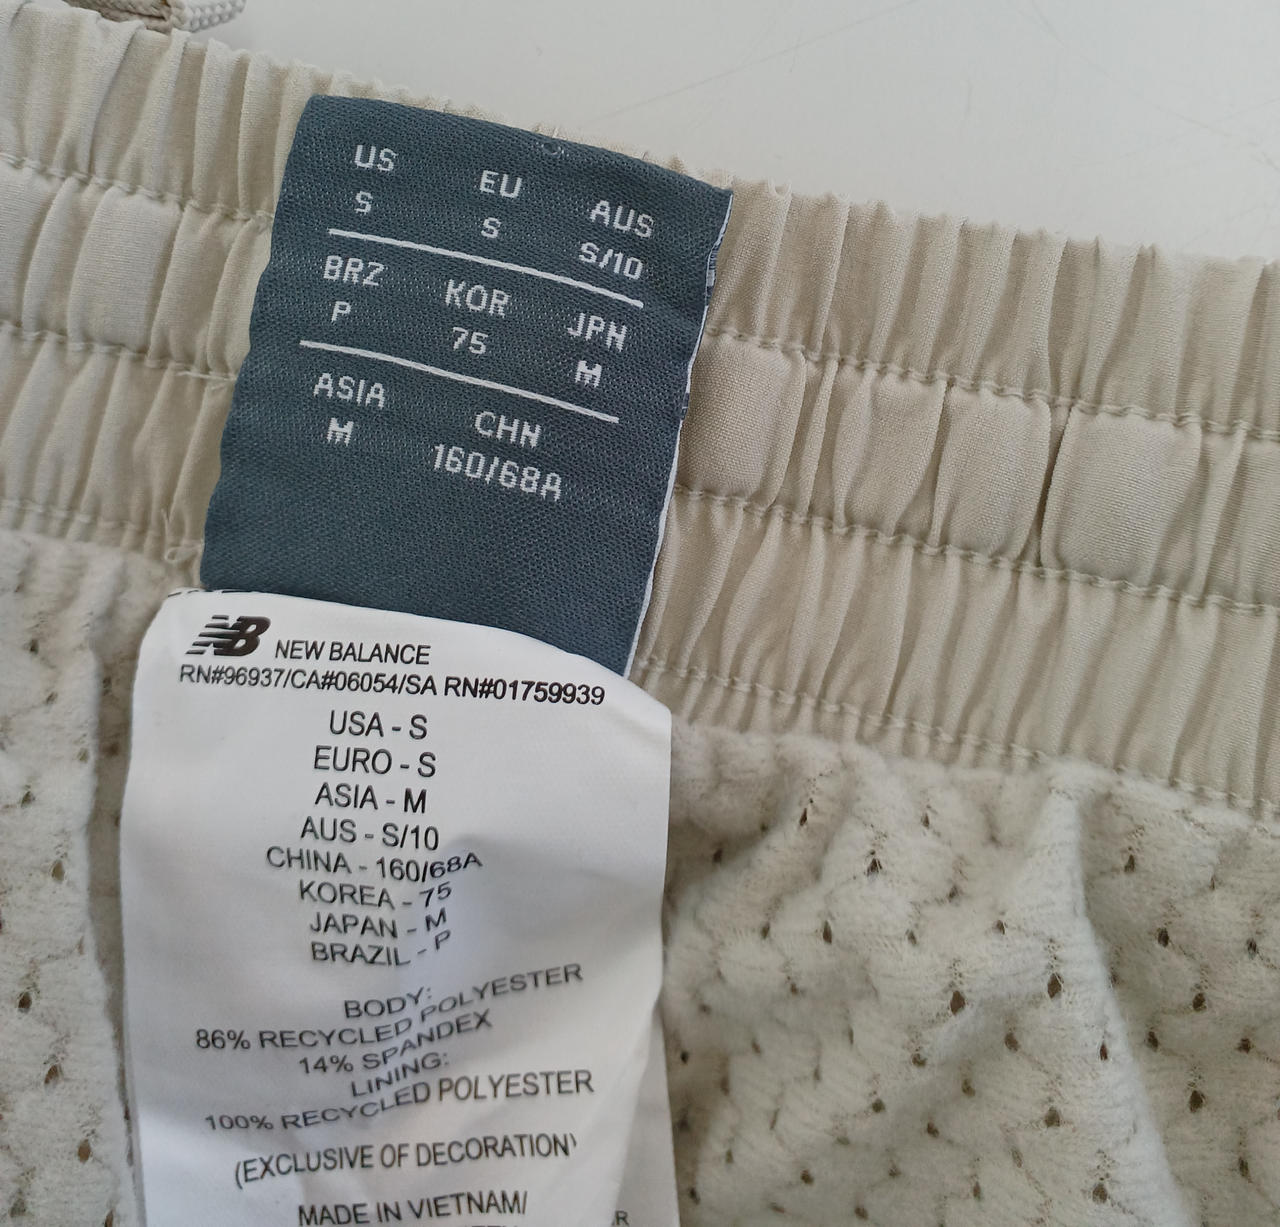 US EU AUS
S S S/10
BRZ KOR JPN
P 75 M
ASIA CHN
M 160/68A
NB NEW BALANCE
RN#96937/CA#06054/SA RN#01759939
USA - S
EURO - S
ASIA - M
AUS - S/10
CHINA - 160/68A
KOREA - 75
JAPAN - M
BRAZIL - P
BODY:
86% RECYCLED POLYESTER
14% SPANDEX
LINING:
100% RECYCLED POLYESTER
(EXCLUSIVE OF DECORATION)
MADE IN VIETNAM/